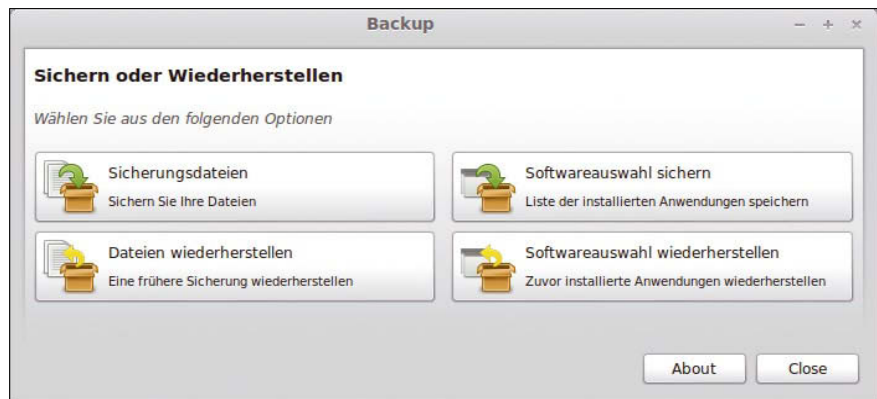 Backup
Sichern oder Wiederherstellen
Wählen Sie aus den folgenden Optionen
Sicherungsdateien
Sichern Sie Ihre Dateien
Softwareauswahl sichern
Liste der installierten Anwendungen speichern
Dateien wiederherstellen
Eine frühere Sicherung wiederherstellen
Softwareauswahl wiederherstellen
Zuvor installierte Anwendungen wiederherstellen
About
Close